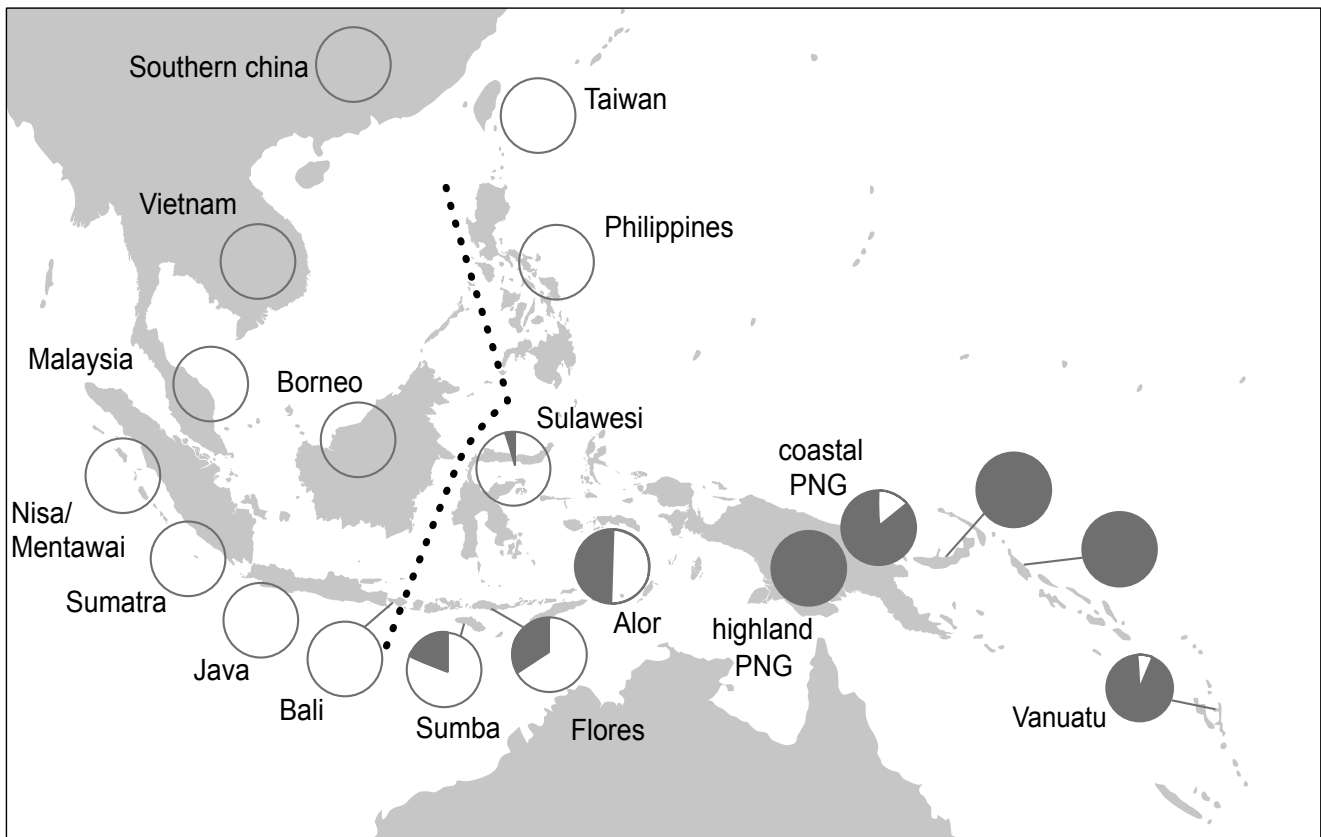 Southern china
Taiwan
Vietnam
Philippines
Malaysia
Borneo
Sulawesi
coastal
PNG
Nisa/
Mentawai
Sumatra
Alor
highland
PNG
Java
Bali
Sumba
Flores
Vanuatu